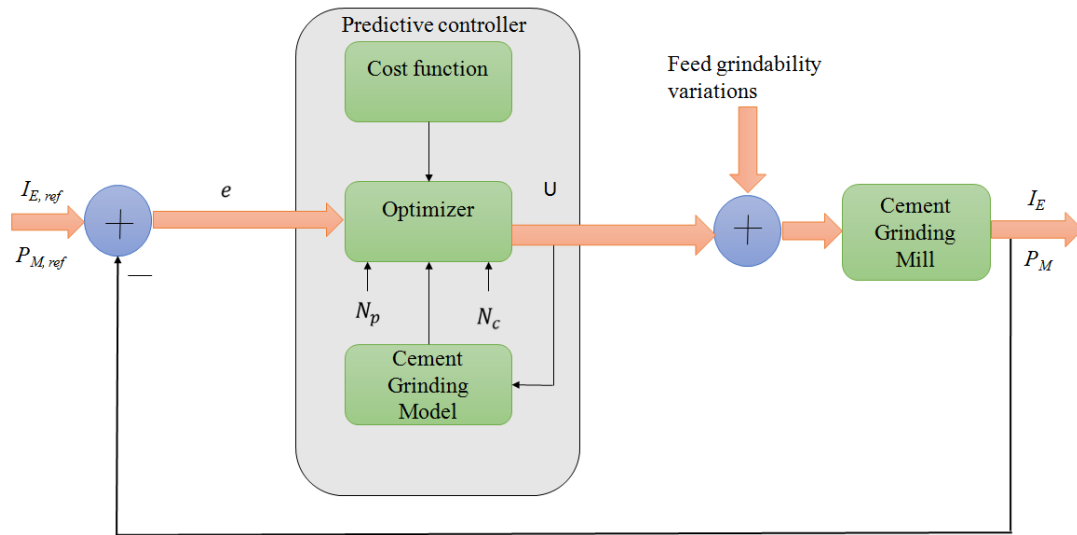 Predictive controller
Cost function
Feed grindability
variations
I_E, ref
P_M, ref
+
—
e
Optimizer
U
+
Cement
Grinding
Mill
I_E
P_M
N_p
N_c
Cement
Grinding
Model